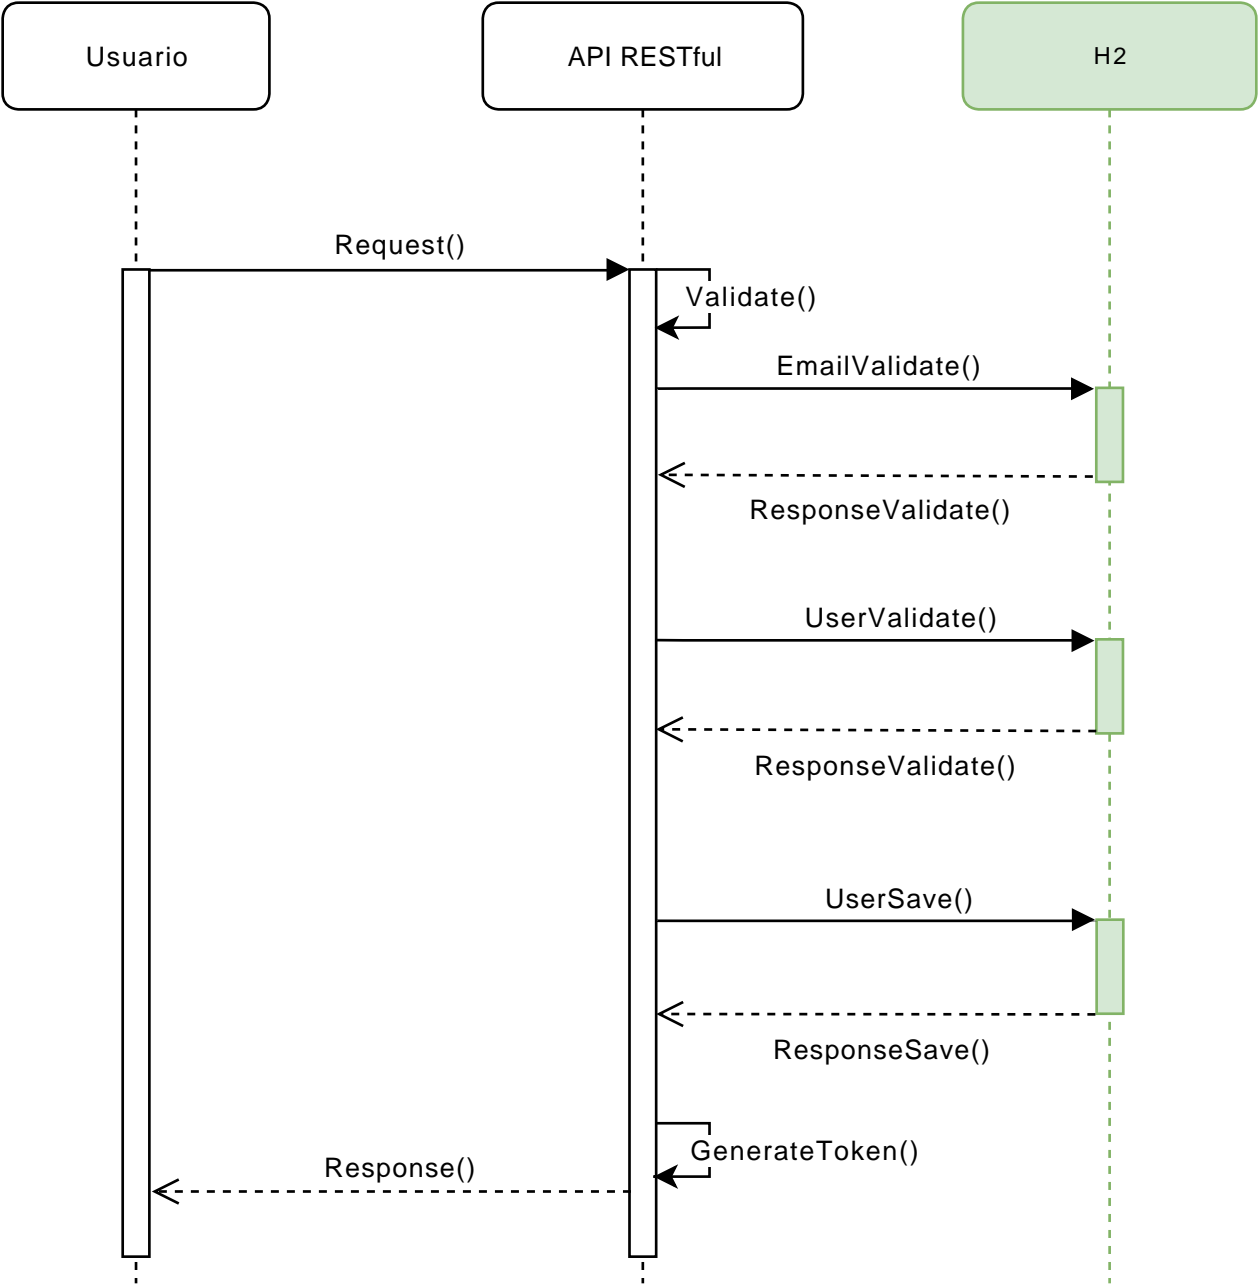 Usuario
API RESTful
H2
Request()
Validate()
EmailValidate()
ResponseValidate()
UserValidate()
ResponseValidate()
UserSave()
ResponseSave()
GenerateToken()
Response()